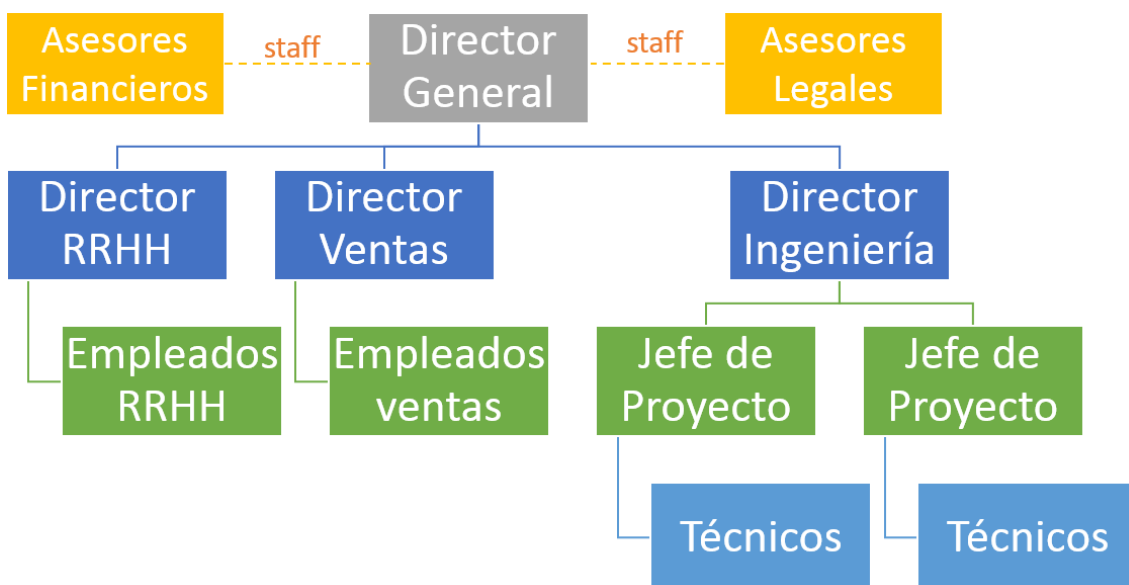 Asesores
Financieros
staff
Director
General
staff
Asesores
Legales
Director
RRHH
Director
Ventas
Director
Ingeniería
Empleados
RRHH
Empleados
ventas
Jefe de
Proyecto
Jefe de
Proyecto
Técnicos
Técnicos